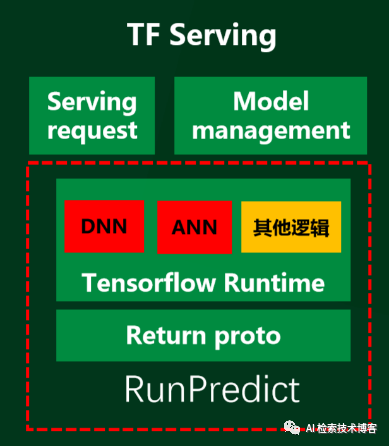 TF Serving
Serving
request
Model
management
DNN
ANN
其他逻辑
Tensorflow Runtime
Return proto
RunPredict
AI 检索技术博客